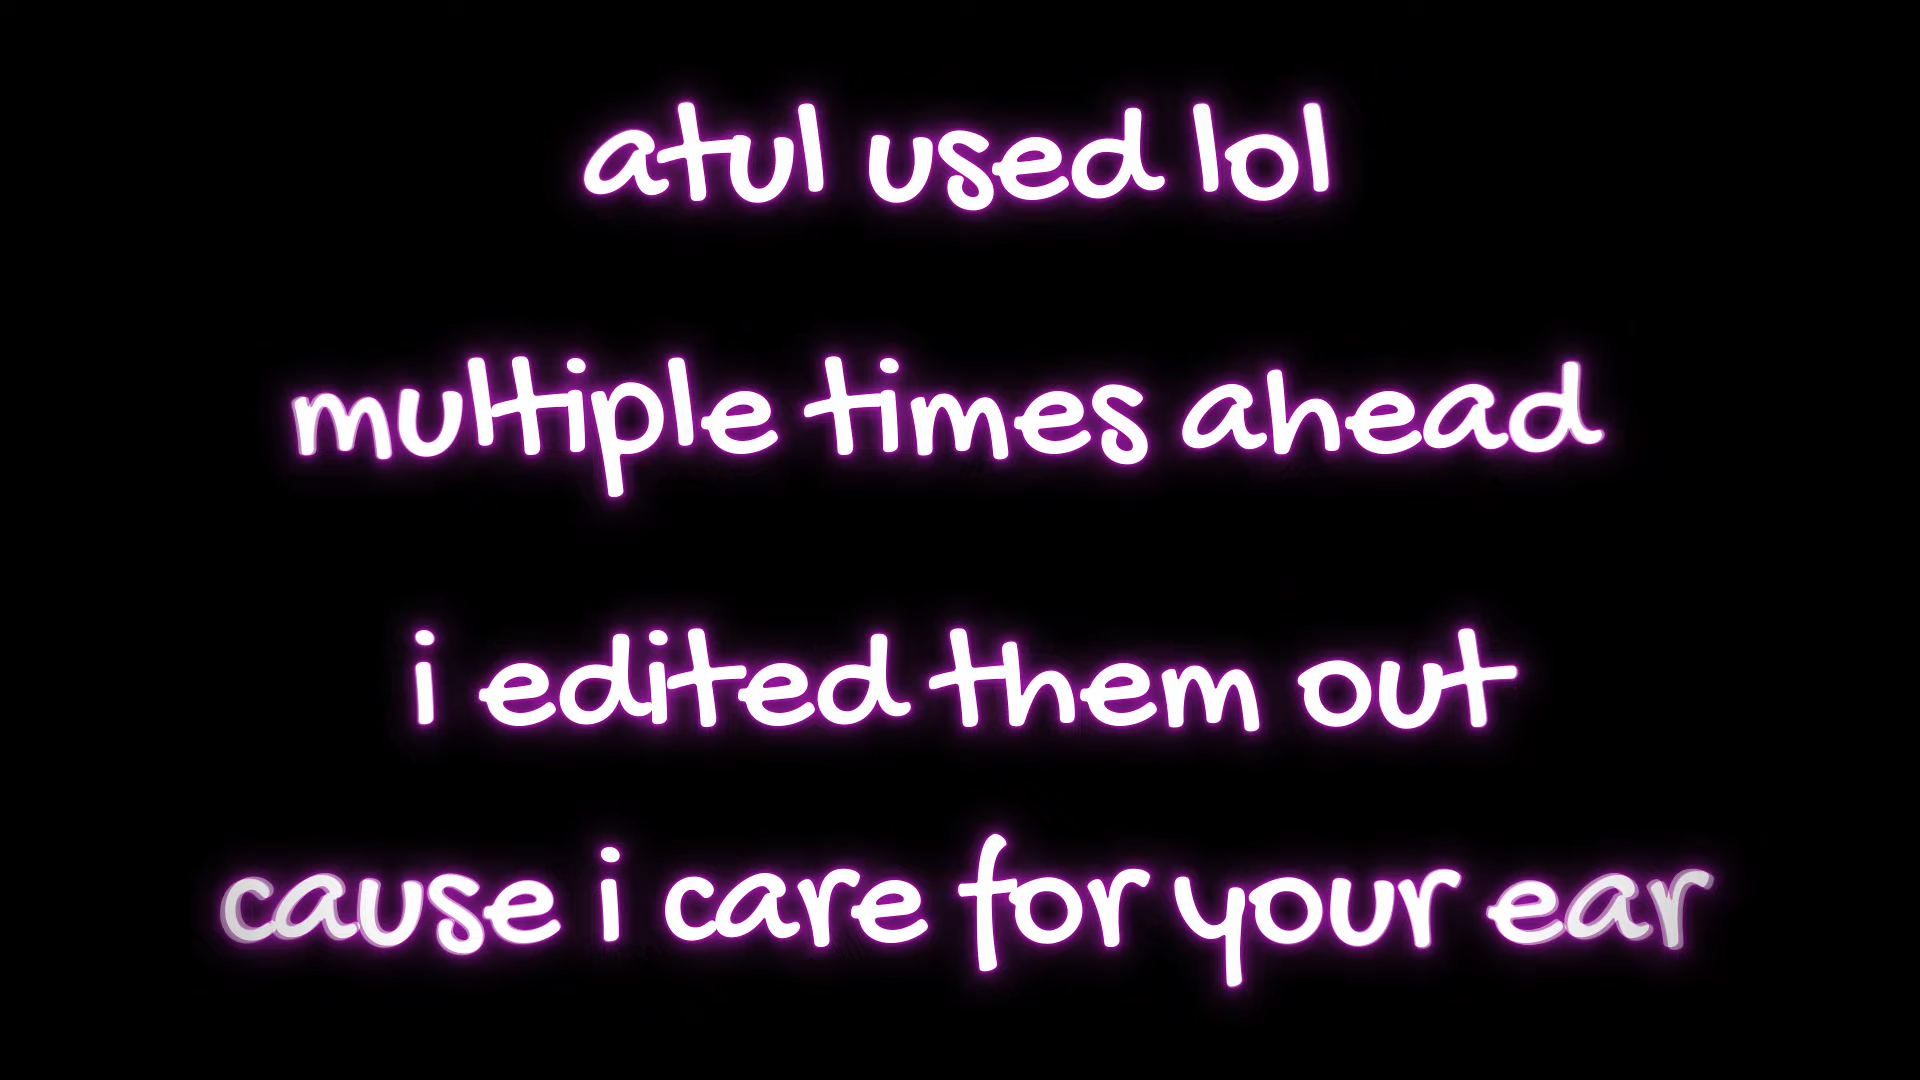 atul used lol
multiple times ahead
i edited them out
cause i care for your ear